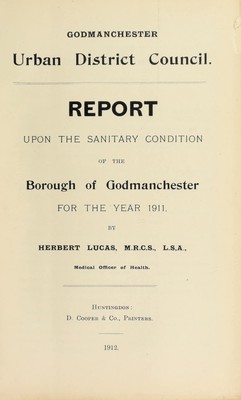 GODMANCHESTER
Urban District Council.
REPORT
UPON THE SANITARY CONDITION
OF THE
Borough of Godmanchester
FOR THE YEAR 1911,
BY
HERBERT LUCAS, M.R.C.S., L.S.A.,
Medical Officer of Health.
Huntingdon:
D. Cooper & Co., Printers.
1912.